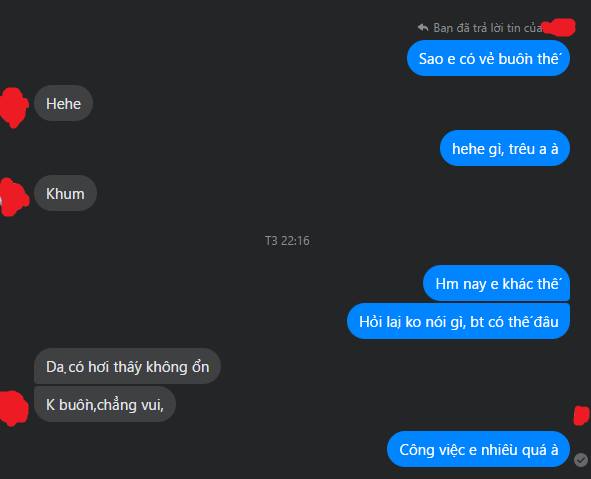 Bạn đã trả lời tin của
Sao e có vẻ buồn thế
Hehe
hehe gì, trêu a à
Khum
T3 22:16
Hm nay e khác thế
Hỏi lại ko nói gì, bt có thế đâu
Dạ,có hơi thấy không ổn
K buồn,chẳng vui,
Công việc e nhiều quá à